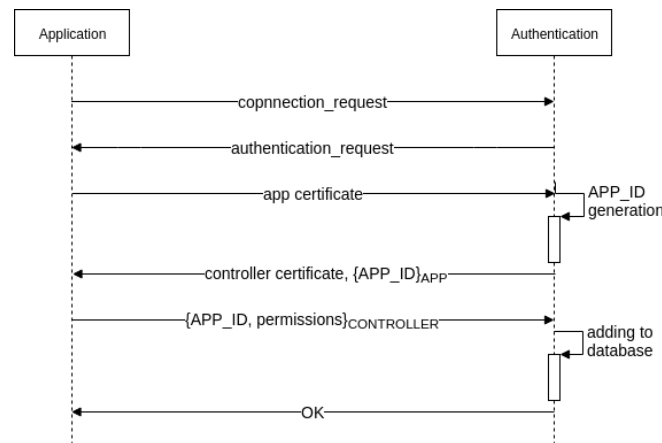 Application
Authentication
copnnection_request
authentication_request
app certificate
APP_ID
generation
controller certificate, {APP_ID}APP
{APP_ID, permissions}CONTROLLER
adding to
database
OK